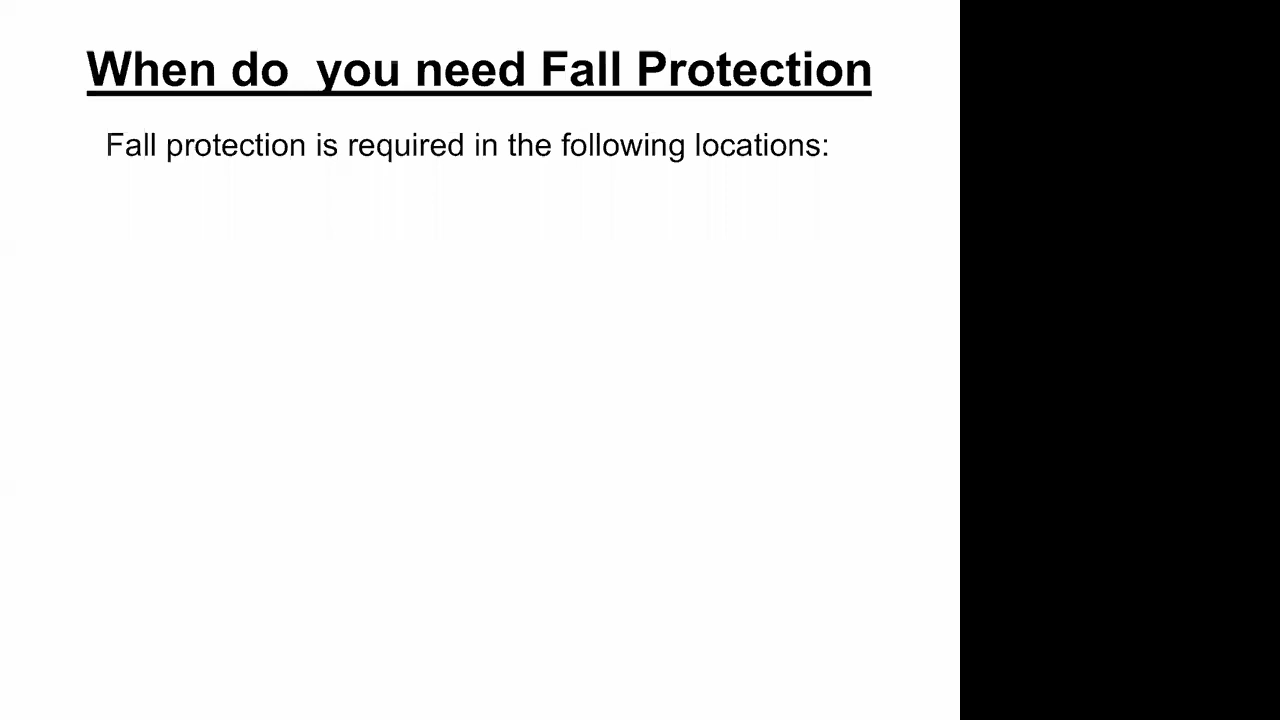 When do  you need Fall Protection
Fall protection is required in the following locations: